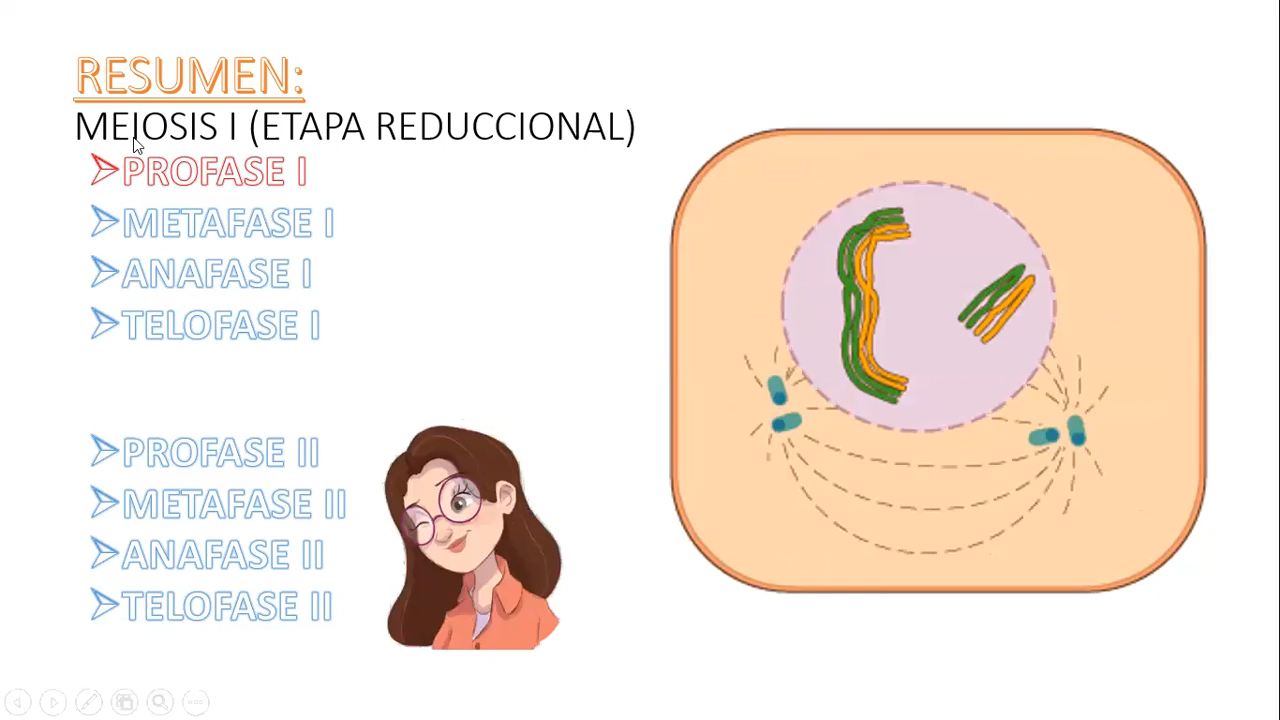 RESUMEN:
MEIOSIS I (ETAPA REDUCCIONAL)
PROFASE I
METAFASE I
ANAFASE I
TELOFASE I
PROFASE II
METAFASE II
ANAFASE II
TELOFASE II